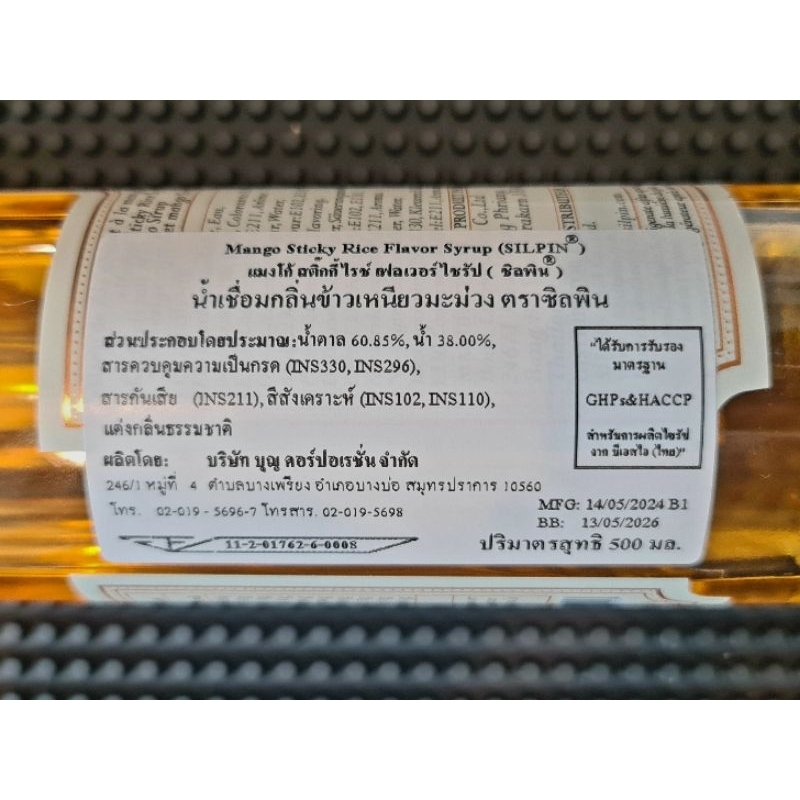 Mango Sticky Rice Flavor Syrup (SILPIN®)
แมงโก้ สติ๊กกี้ ไรซ์ เฟลเวอร์ ไซรัป ( ซิลพิน®)
น้ำเชื่อมกลิ่นข้าวเหนียวมะม่วง ตราซิลพิน
ส่วนประกอบโดยประมาณ:น้ำตาล 60.85%, น้ำ 38.00%,
สารควบคุมความเป็นกรด (INS330, INS296),
สารกันเสีย (INS211), สีสังเคราะห์ (INS102, INS110),
แต่งกลิ่นธรรมชาติ
ผลิตโดย: บริษัท บุญ คอร์ปอเรชั่น จำกัด
246/1 หมู่ที่ 4 ตำบลบางเพรียง อำเภอบางบ่อ สมุทรปราการ 10560
โทร. 02-019 - 5696-7 โทรสาร. 02-019-5698
11-2-01762-6-0008
"ได้รับการรับรอง
มาตรฐาน
GHPs&HACCP
สำหรับการผลิตไซรัป
จาก บีเอสไอ (ไทย)"
MFG: 14/05/2024 B1
BB: 13/05/2026
ปริมาตรสุทธิ 500 มล.